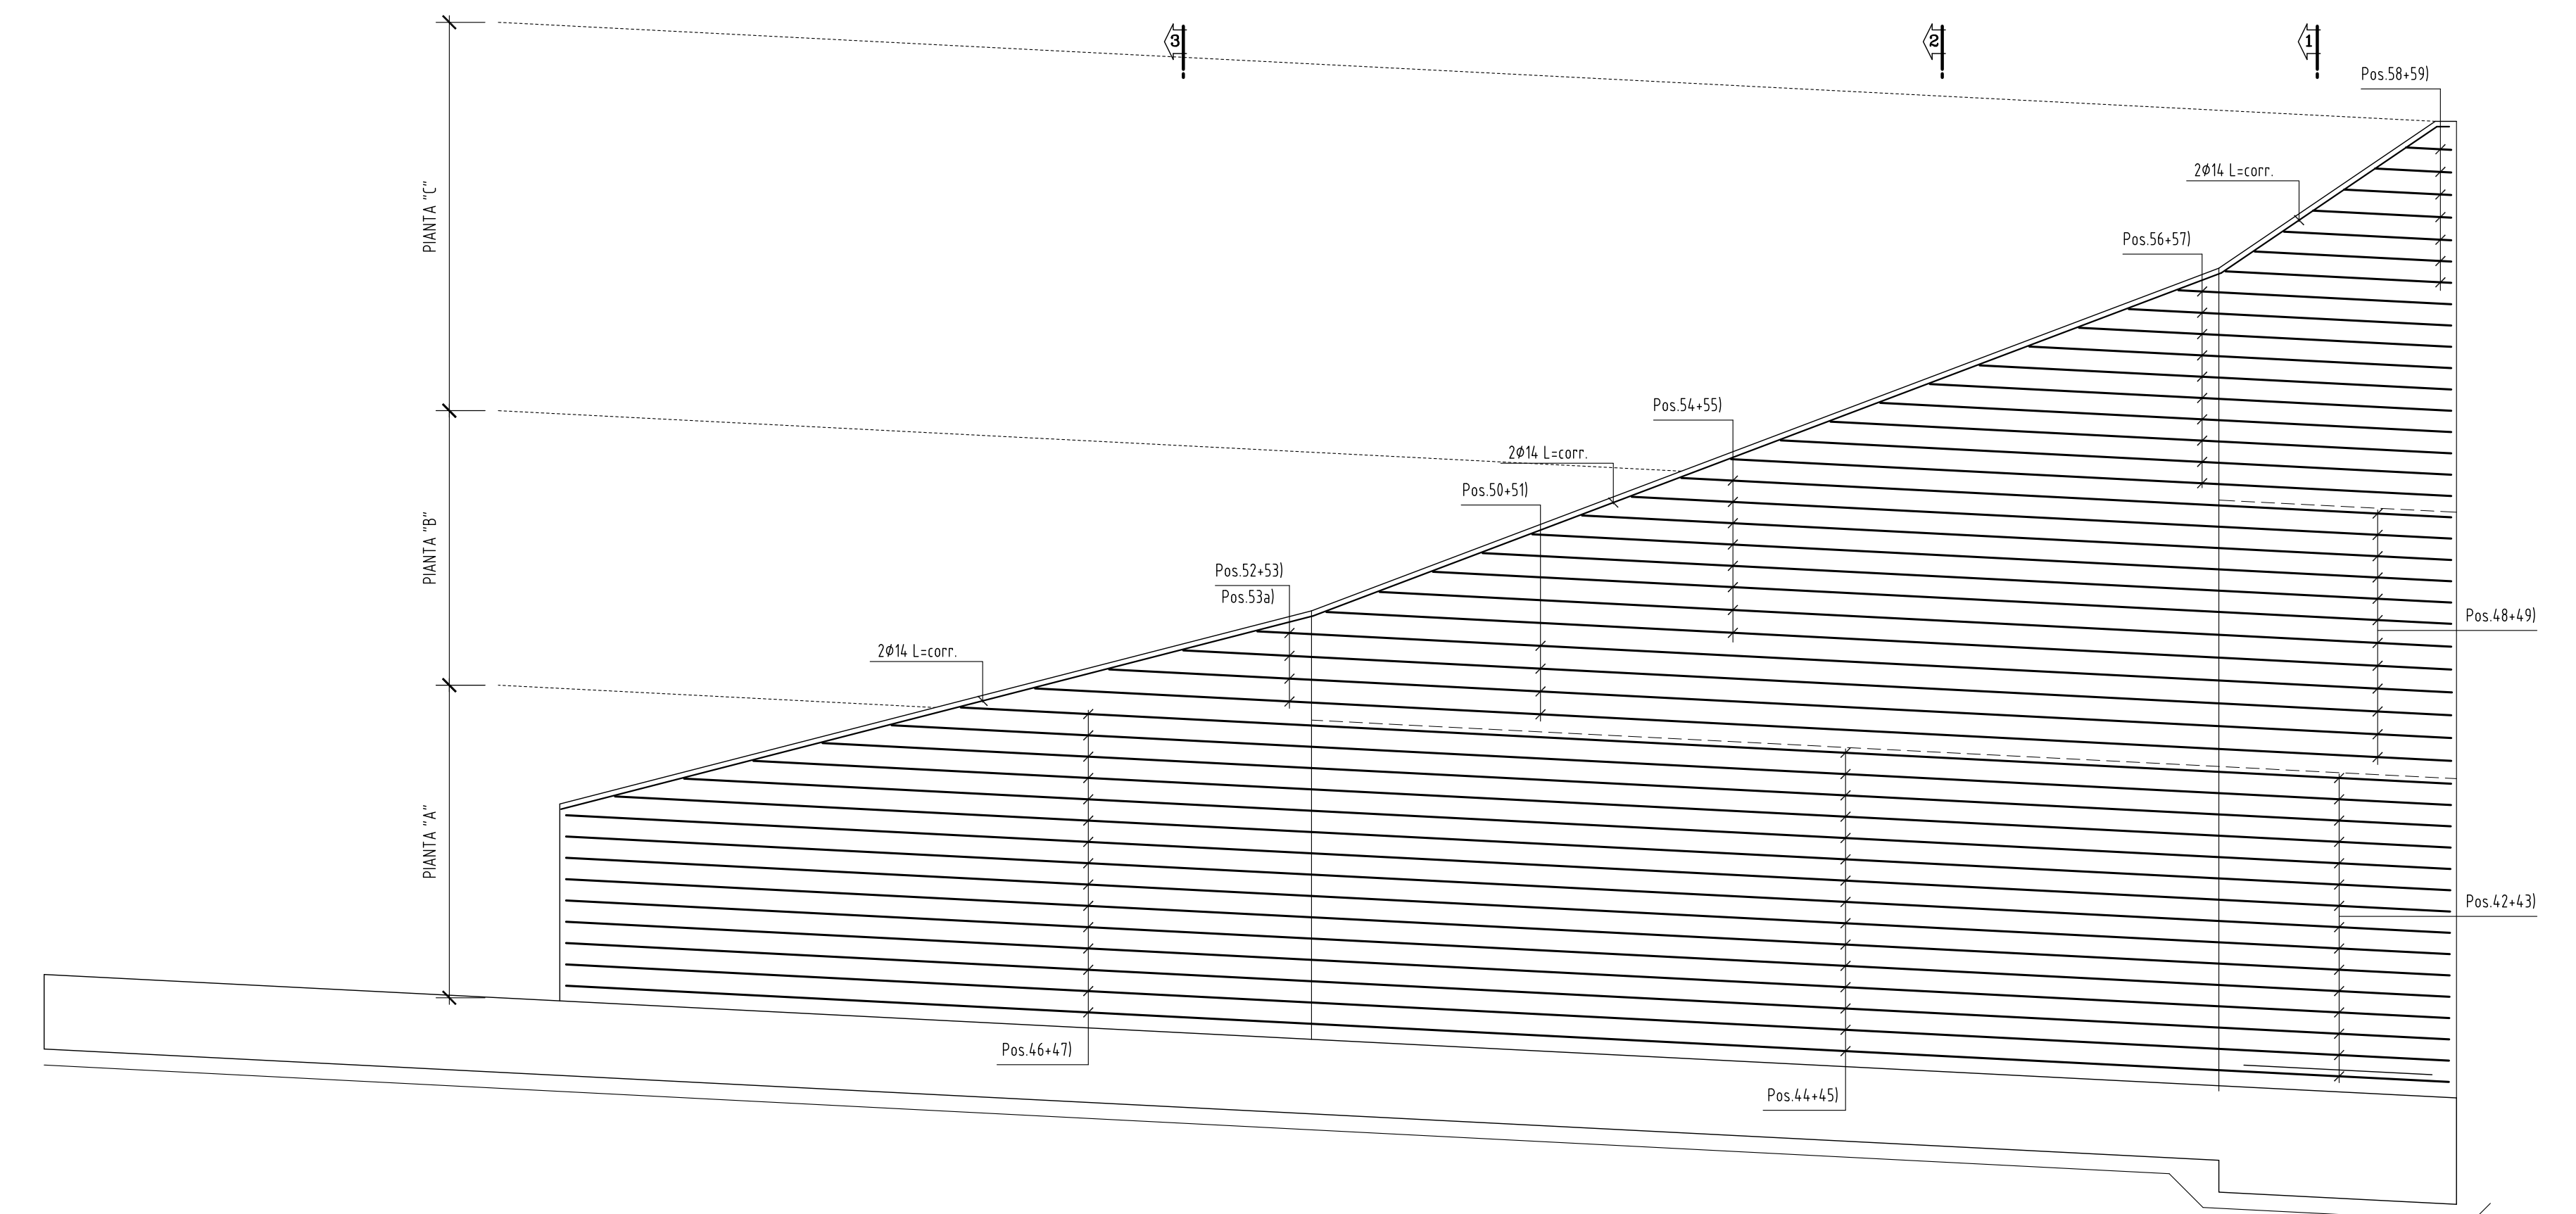 3
2
1
Pos.58+59)
2ø14 L=corr.
PIANTA "C"
Pos.56+57)
Pos.54+55)
2ø14 L=corr.
Pos.50+51)
PIANTA "B"
Pos.52+53)
Pos.53a)
Pos.48+49)
2ø14 L=corr.
PIANTA "A"
Pos.42+43)
Pos.46+47)
Pos.44+45)